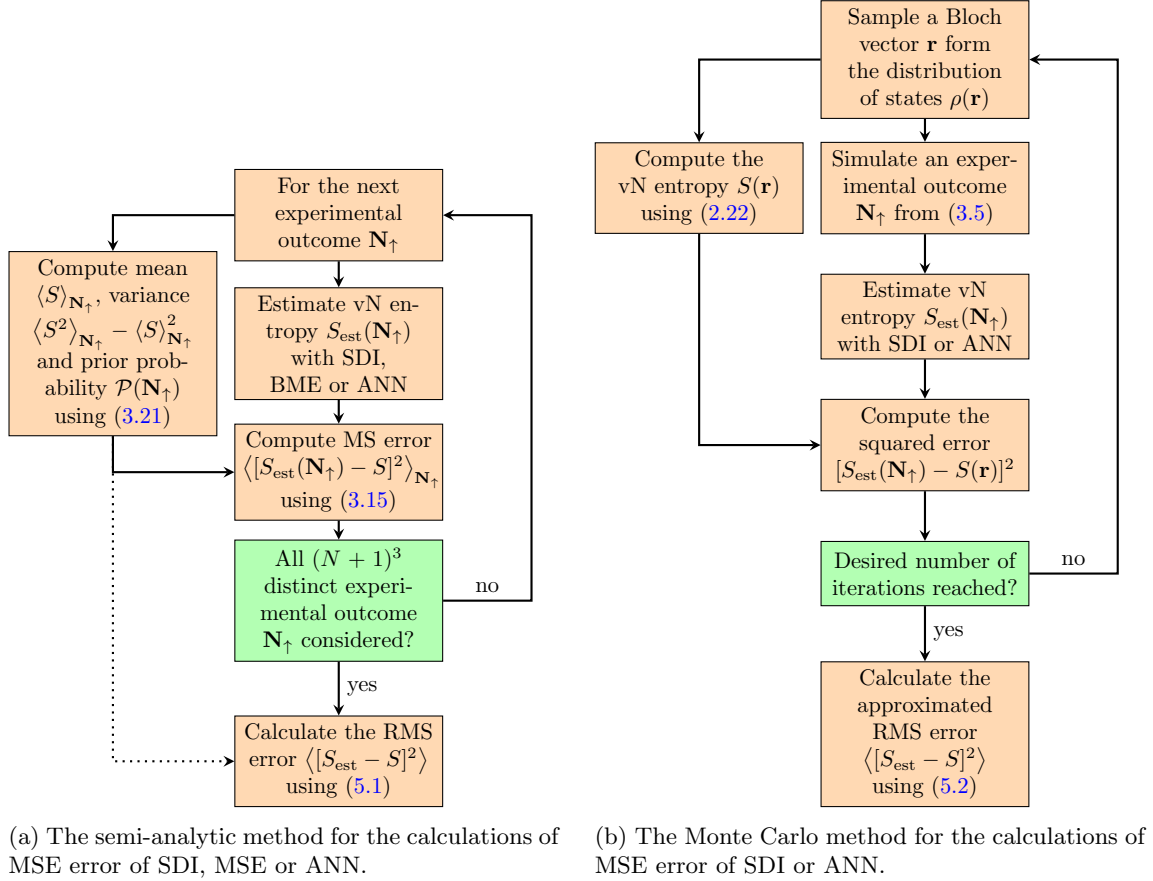 For the next
experimental
outcome N↑
Compute mean
⟨S⟩N↑, variance
⟨S²⟩N↑ − ⟨S⟩²N↑
and prior prob-
ability 𝒫(N↑)
using (3.21)
Estimate vN en-
tropy Sest(N↑)
with SDI,
BME or ANN
Compute MS error
⟨[Sest(N↑) − S]²⟩N↑
using (3.15)
All (N + 1)³
distinct experi-
mental outcome
N↑ considered?
no
yes
Calculate the RMS
error ⟨[Sest − S]²⟩
using (5.1)
(a) The semi-analytic method for the calculations of
MSE error of SDI, MSE or ANN.
Sample a Bloch
vector r form
the distribution
of states ρ(r)
Compute the
vN entropy S(r)
using (2.22)
Simulate an exper-
imental outcome
N↑ from (3.5)
Estimate vN
entropy Sest(N↑)
with SDI or ANN
Compute the
squared error
[Sest(N↑) − S(r)]²
Desired number of
iterations reached?
no
yes
Calculate the
approximated
RMS error
⟨[Sest − S]²⟩
using (5.2)
(b) The Monte Carlo method for the calculations of
MSE error of SDI or ANN.